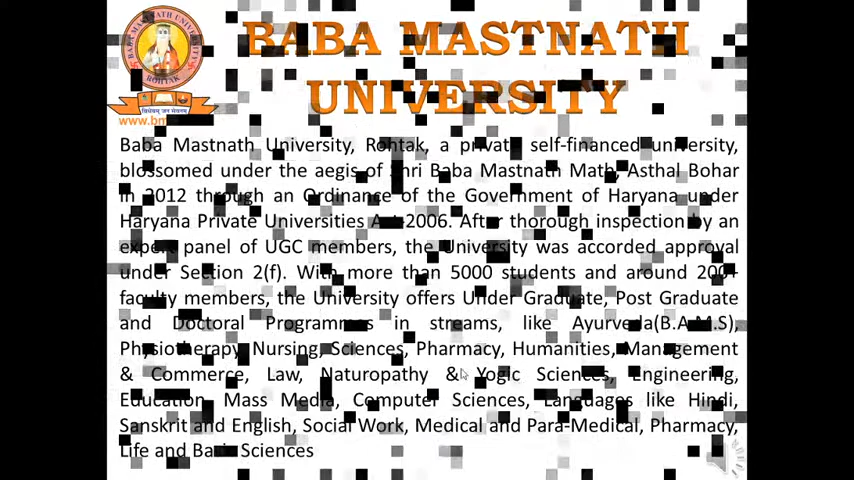 BABA MASTNATH
UNIVERSITY
BABA MASTNATH UNIVERSITY
ROHTAK
www.bm
Baba Mastnath University, Rohtak, a private self-financed university,
blossomed under the aegis of Shri Baba Mastnath Math, Asthal Bohar
in 2012 through an Ordinance of the Government of Haryana under
Haryana Private Universities Act-2006. After thorough inspection by an
expert panel of UGC members, the University was accorded approval
under Section 2(f). With more than 5000 students and around 200+
faculty members, the University offers Under Graduate, Post Graduate
and Doctoral Programmes in streams, like Ayurveda(B.A.M.S),
Physiotherapy, Nursing, Sciences, Pharmacy, Humanities, Management
& Commerce, Law, Naturopathy & Yogic Sciences, Engineering,
Education, Mass Media, Computer Sciences, Languages like Hindi,
Sanskrit and English, Social Work, Medical and Para-Medical, Pharmacy,
Life and Basic Sciences